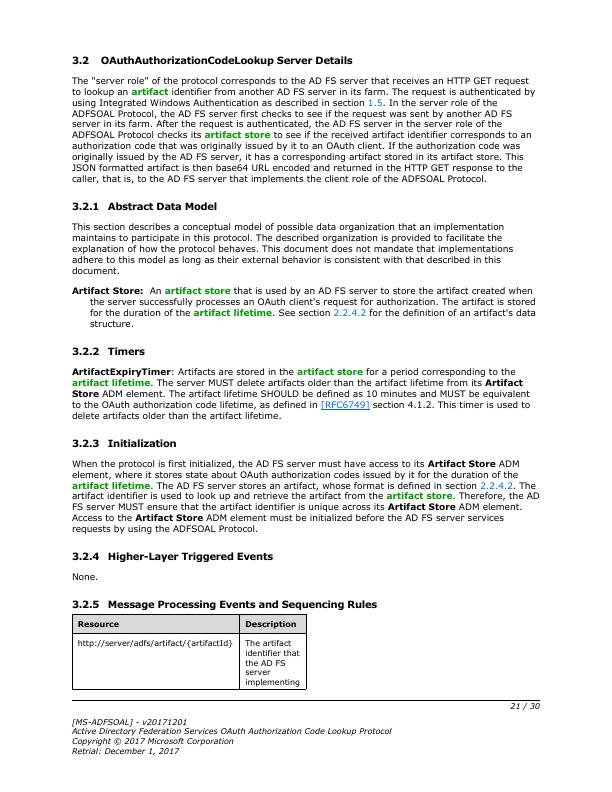 3.2 OAuthAuthorizationCodeLookup Server Details
The "server role" of the protocol corresponds to the AD FS server that receives an HTTP GET request
to lookup an artifact identifier from another AD FS server in its farm. The request is authenticated by
using Integrated Windows Authentication as described in section 1.5. In the server role of the
ADFSOAL Protocol, the AD FS server first checks to see if the request was sent by another AD FS
server in its farm. After the request is authenticated, the AD FS server in the server role of the
ADFSOAL Protocol checks its artifact store to see if the received artifact identifier corresponds to an
authorization code that was originally issued by it to an OAuth client. If the authorization code was
originally issued by the AD FS server, it has a corresponding artifact stored in its artifact store. This
JSON formatted artifact is then base64 URL encoded and returned in the HTTP GET response to the
caller, that is, to the AD FS server that implements the client role of the ADFSOAL Protocol.
3.2.1 Abstract Data Model
This section describes a conceptual model of possible data organization that an implementation
maintains to participate in this protocol. The described organization is provided to facilitate the
explanation of how the protocol behaves. This document does not mandate that implementations
adhere to this model as long as their external behavior is consistent with that described in this
document.
Artifact Store: An artifact store that is used by an AD FS server to store the artifact created when
the server successfully processes an OAuth client's request for authorization. The artifact is stored
for the duration of the artifact lifetime. See section 2.2.4.2 for the definition of an artifact's data
structure.
3.2.2 Timers
ArtifactExpiryTimer: Artifacts are stored in the artifact store for a period corresponding to the
artifact lifetime. The server MUST delete artifacts older than the artifact lifetime from its Artifact
Store ADM element. The artifact lifetime SHOULD be defined as 10 minutes and MUST be equivalent
to the OAuth authorization code lifetime, as defined in [RFC6749] section 4.1.2. This timer is used to
delete artifacts older than the artifact lifetime.
3.2.3 Initialization
When the protocol is first initialized, the AD FS server must have access to its Artifact Store ADM
element, where it stores state about OAuth authorization codes issued by it for the duration of the
artifact lifetime. The AD FS server stores an artifact, whose format is defined in section 2.2.4.2. The
artifact identifier is used to look up and retrieve the artifact from the artifact store. Therefore, the AD
FS server MUST ensure that the artifact identifier is unique across its Artifact Store ADM element.
Access to the Artifact Store ADM element must be initialized before the AD FS server services
requests by using the ADFSOAL Protocol.
3.2.4 Higher-Layer Triggered Events
None.
3.2.5 Message Processing Events and Sequencing Rules
Resource Description
http://server/adfs/artifact/{artifactId} The artifact
identifier that
the AD FS
server
implementing
21 / 30
[MS-ADFSOAL] - v20171201
Active Directory Federation Services OAuth Authorization Code Lookup Protocol
Copyright © 2017 Microsoft Corporation
Retrial: December 1, 2017